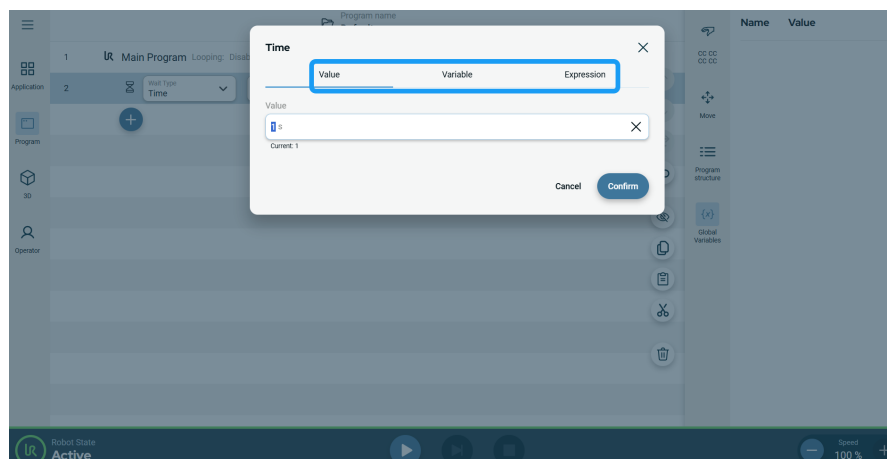 Program name
Name Value
Time
1 Main Program Looping:
CC CC
CC CC
Value Variable Expression
Application
2 Wait Type
Time
Value
1 s
Move
Program
Current: 1
Program
structure
Cancel Confirm
3D
{x}
Global
Variables
Operator
Robot State
Active
Speed
100 %